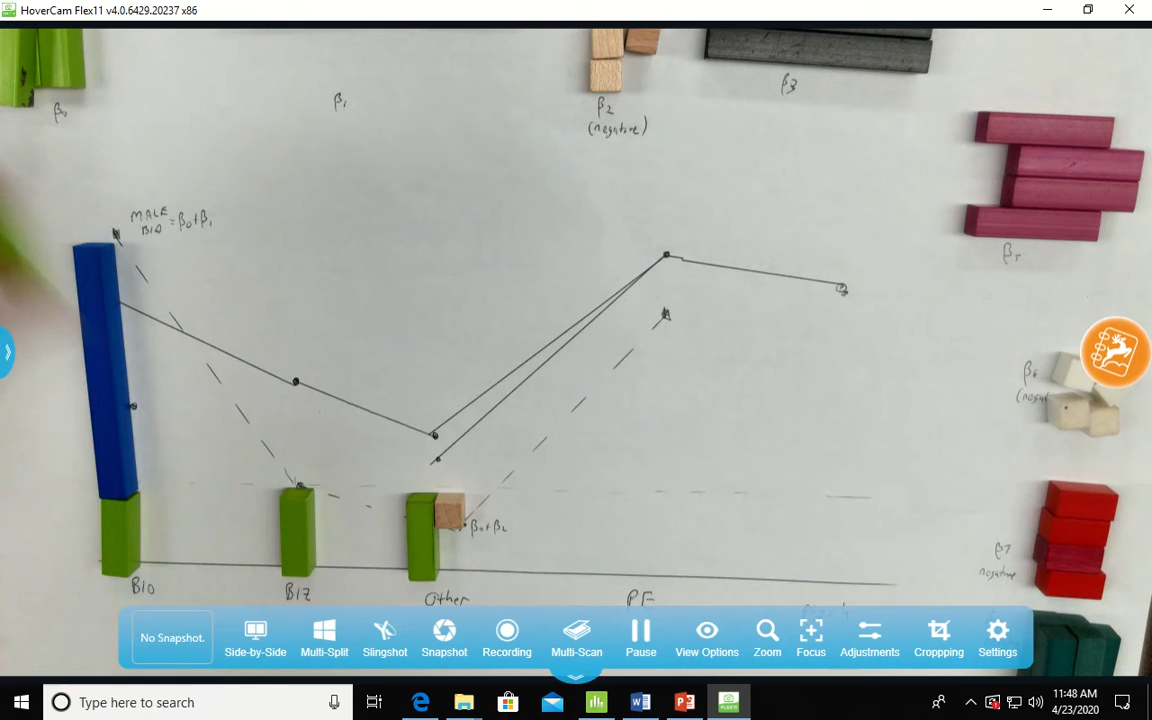 HoverCam Flex11 v4.0.6429.20237 x86
β0
β1
β2
(negative)
β3
MALE
BIO = β0+β1
β5
β6
β7
negative
β0+β2
BIO
BIZ
Other
PE
No Snapshot.
Side-by-Side
Multi-Split
Slingshot
Snapshot
Recording
Multi-Scan
Pause
View Options
Zoom
Focus
Adjustments
Croppping
Settings
Type here to search
11:48 AM
4/23/2020